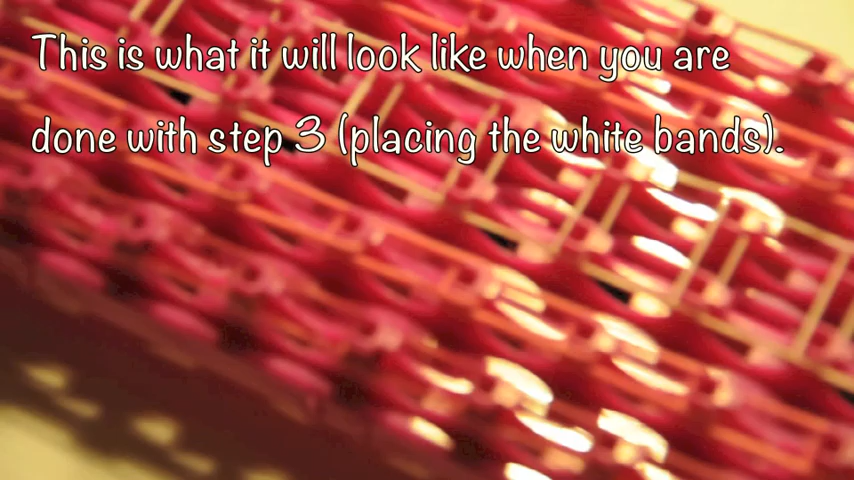 This is what it will look like when you are
done with step 3 (placing the white bands).